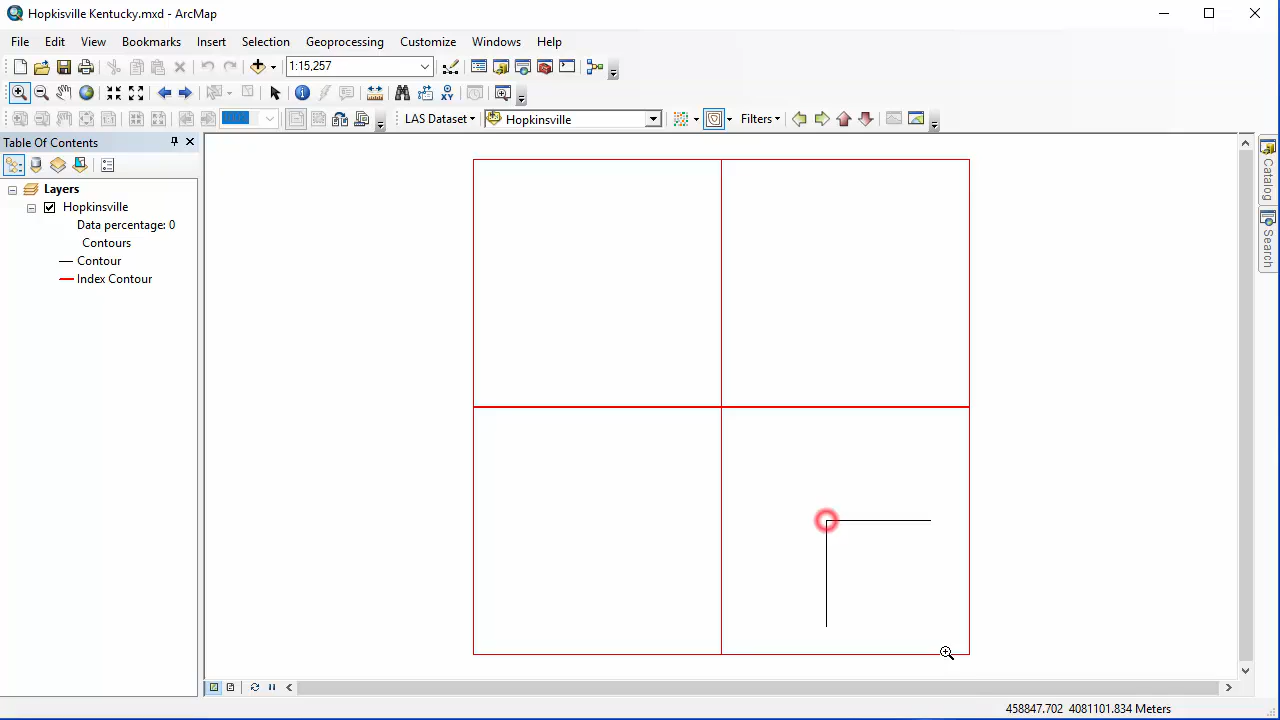 Hopkisville Kentucky.mxd - ArcMap
File Edit View Bookmarks Insert Selection Geoprocessing Customize Windows Help
1:15,257
LAS Dataset Hopkinsville Filters
Table Of Contents
Layers
Hopkinsville
Data percentage: 0
Contours
Contour
Index Contour
Catalog
Search
458847.702 4081101.834 Meters